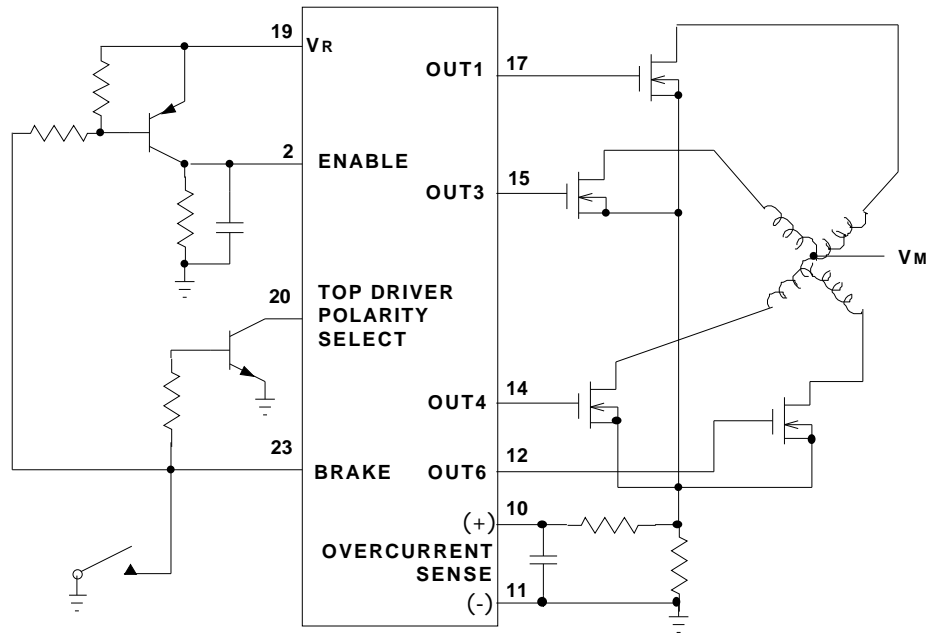 19
VR
OUT1
17
2
ENABLE
OUT3
15
VM
20
TOP DRIVER
POLARITY
SELECT
OUT4
14
23
BRAKE
OUT6
12
(+)
10
OVERCURRENT
SENSE
(-)
11